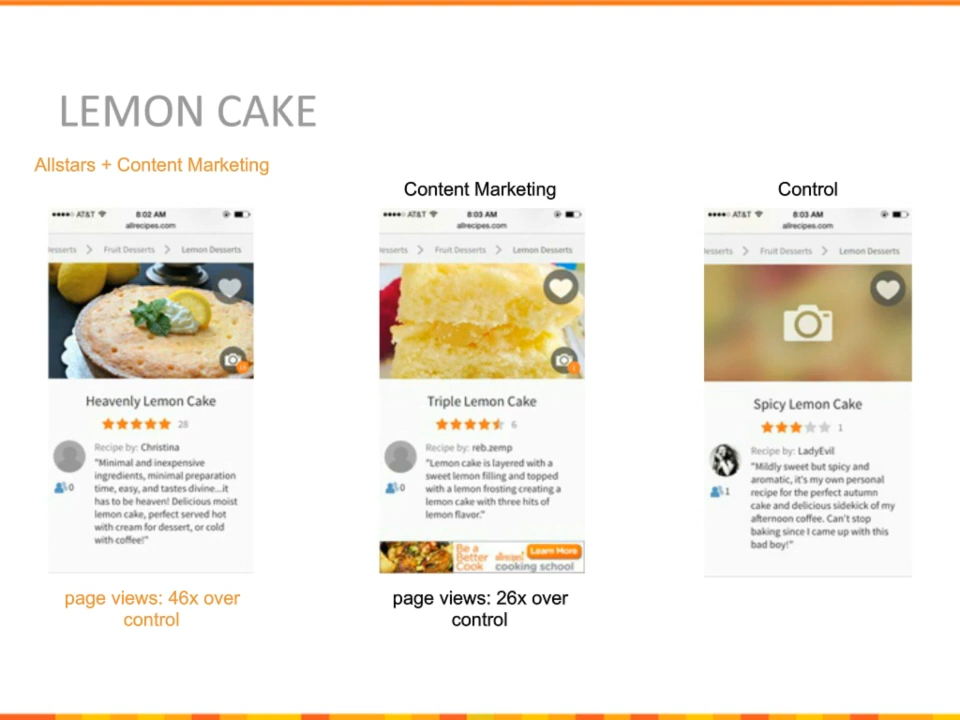 LEMON CAKE
Allstars + Content Marketing
AT&T 8:02 AM
allrecipes.com
esserts Fruit Desserts Lemon Desserts
Heavenly Lemon Cake
28
Recipe by: Christina
"Minimal and inexpensive
ingredients, minimal preparation
time, easy, and tastes divine...it
has to be heaven! Delicious moist
lemon cake, perfect served hot
with cream for dessert, or cold
with coffee!"
0
page views: 46x over
control
Content Marketing
AT&T 8:03 AM
allrecipes.com
esserts Fruit Desserts Lemon Desserts
Triple Lemon Cake
6
Recipe by: reb.zemp
"Lemon cake is layered with a
sweet lemon filling and topped
with a lemon frosting creating a
lemon cake with three hits of
lemon flavor."
0
Be a
Better
Cook
allrecipes
Learn More
cooking school
page views: 26x over
control
Control
AT&T 8:03 AM
allrecipes.com
esserts Fruit Desserts Lemon Desserts
Spicy Lemon Cake
1
Recipe by: LadyEvil
"Mildly sweet but spicy and
aromatic, it's my own personal
recipe for the perfect autumn
cake and delicious sidekick of my
afternoon coffee. Can't stop
baking since I came up with this
bad boy!"
1